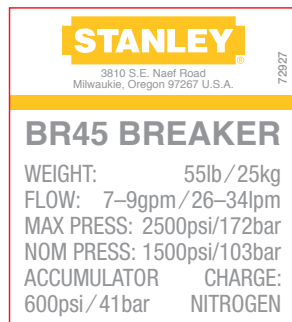 STANLEY®
3810 S.E. Naef Road
Milwaukie, Oregon 97267 U.S.A.
72927
BR45 BREAKER
WEIGHT: 55lb/25kg
FLOW: 7–9gpm/26–34lpm
MAX PRESS: 2500psi/172bar
NOM PRESS: 1500psi/103bar
ACCUMULATOR CHARGE:
600psi/41bar NITROGEN